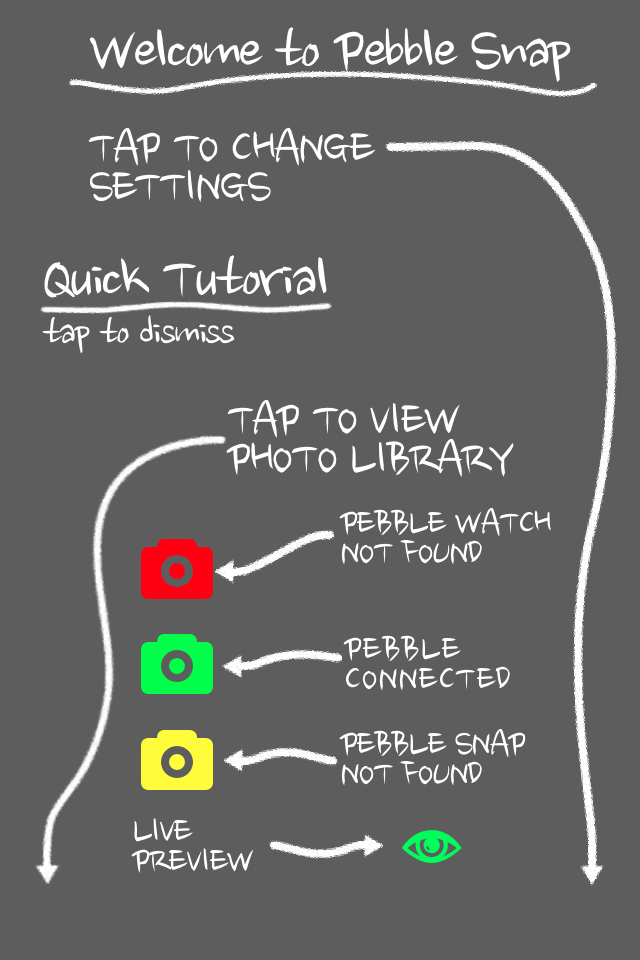 Welcome to Pebble Snap
TAP TO CHANGE
SETTINGS
Quick Tutorial
tap to dismiss
TAP TO VIEW
PHOTO LIBRARY
PEBBLE WATCH
NOT FOUND
PEBBLE
CONNECTED
PEBBLE SNAP
NOT FOUND
LIVE
PREVIEW